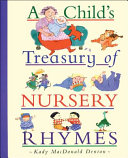 A Child's
Treasury of
NURSERY
RHYMES
Kady MacDonald Denton